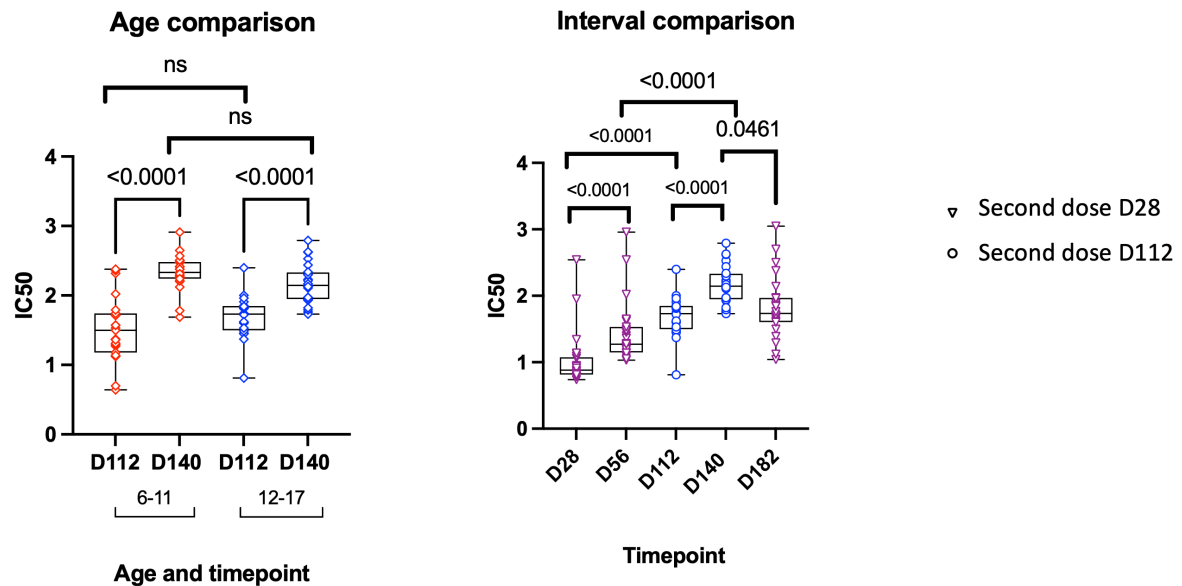 Age comparison
ns
ns
<0.0001
<0.0001
4
3
2
1
0
IC50
D112 D140 D112 D140
6-11
12-17
Age and timepoint
Interval comparison
<0.0001
<0.0001
0.0461
<0.0001
<0.0001
4
3
2
1
0
IC50
D28
D56
D112
D140
D182
Timepoint
Second dose D28
Second dose D112